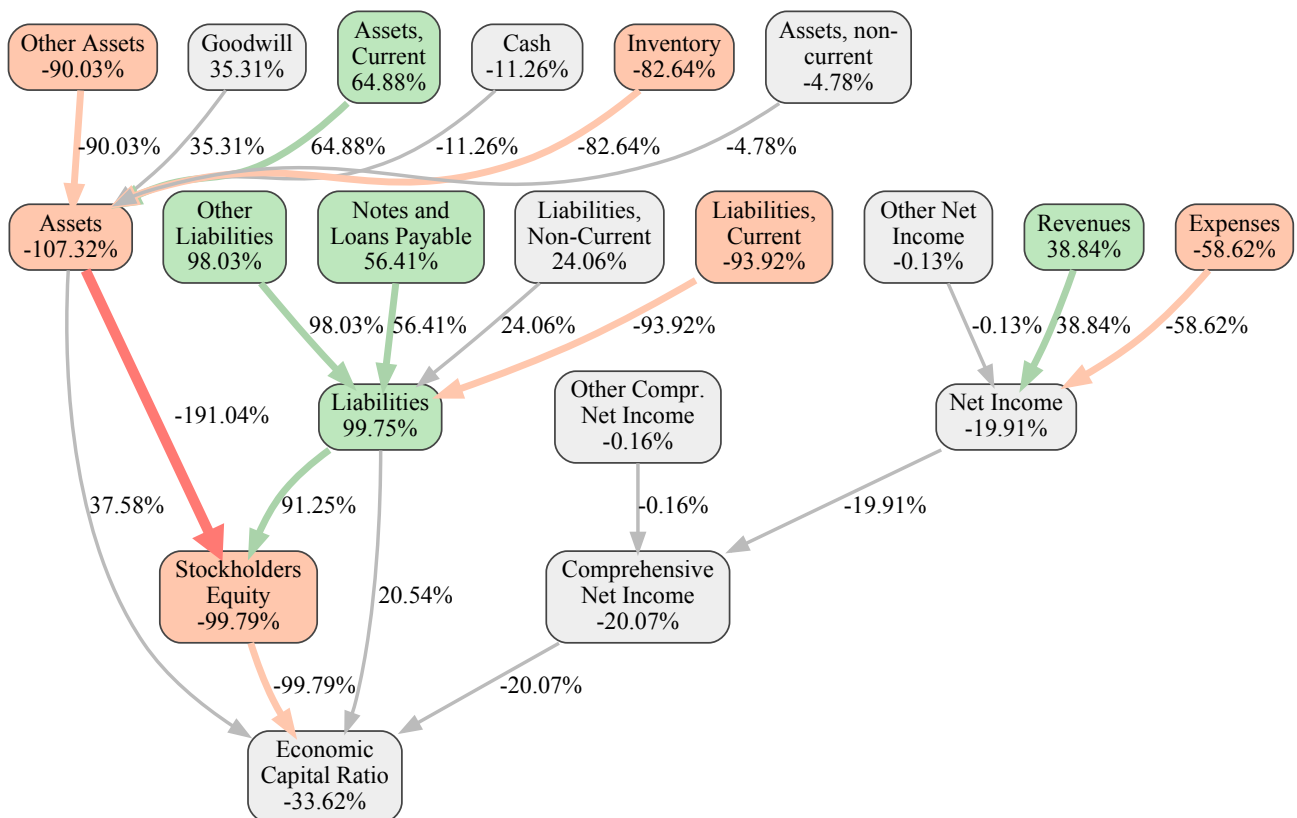 Other Assets
-90.03%
Goodwill
35.31%
Assets,
Current
64.88%
Cash
-11.26%
Inventory
-82.64%
Assets, non-
current
-4.78%
-90.03%
35.31%
64.88%
-11.26%
-82.64%
-4.78%
Assets
-107.32%
Other
Liabilities
98.03%
Notes and
Loans Payable
56.41%
Liabilities,
Non-Current
24.06%
Liabilities,
Current
-93.92%
Other Net
Income
-0.13%
Revenues
38.84%
Expenses
-58.62%
98.03%
56.41%
24.06%
-93.92%
-0.13%
38.84%
-58.62%
Liabilities
99.75%
Other Compr.
Net Income
-0.16%
Net Income
-19.91%
-191.04%
37.58%
91.25%
-0.16%
-19.91%
Stockholders
Equity
-99.79%
20.54%
Comprehensive
Net Income
-20.07%
-99.79%
-20.07%
Economic
Capital Ratio
-33.62%